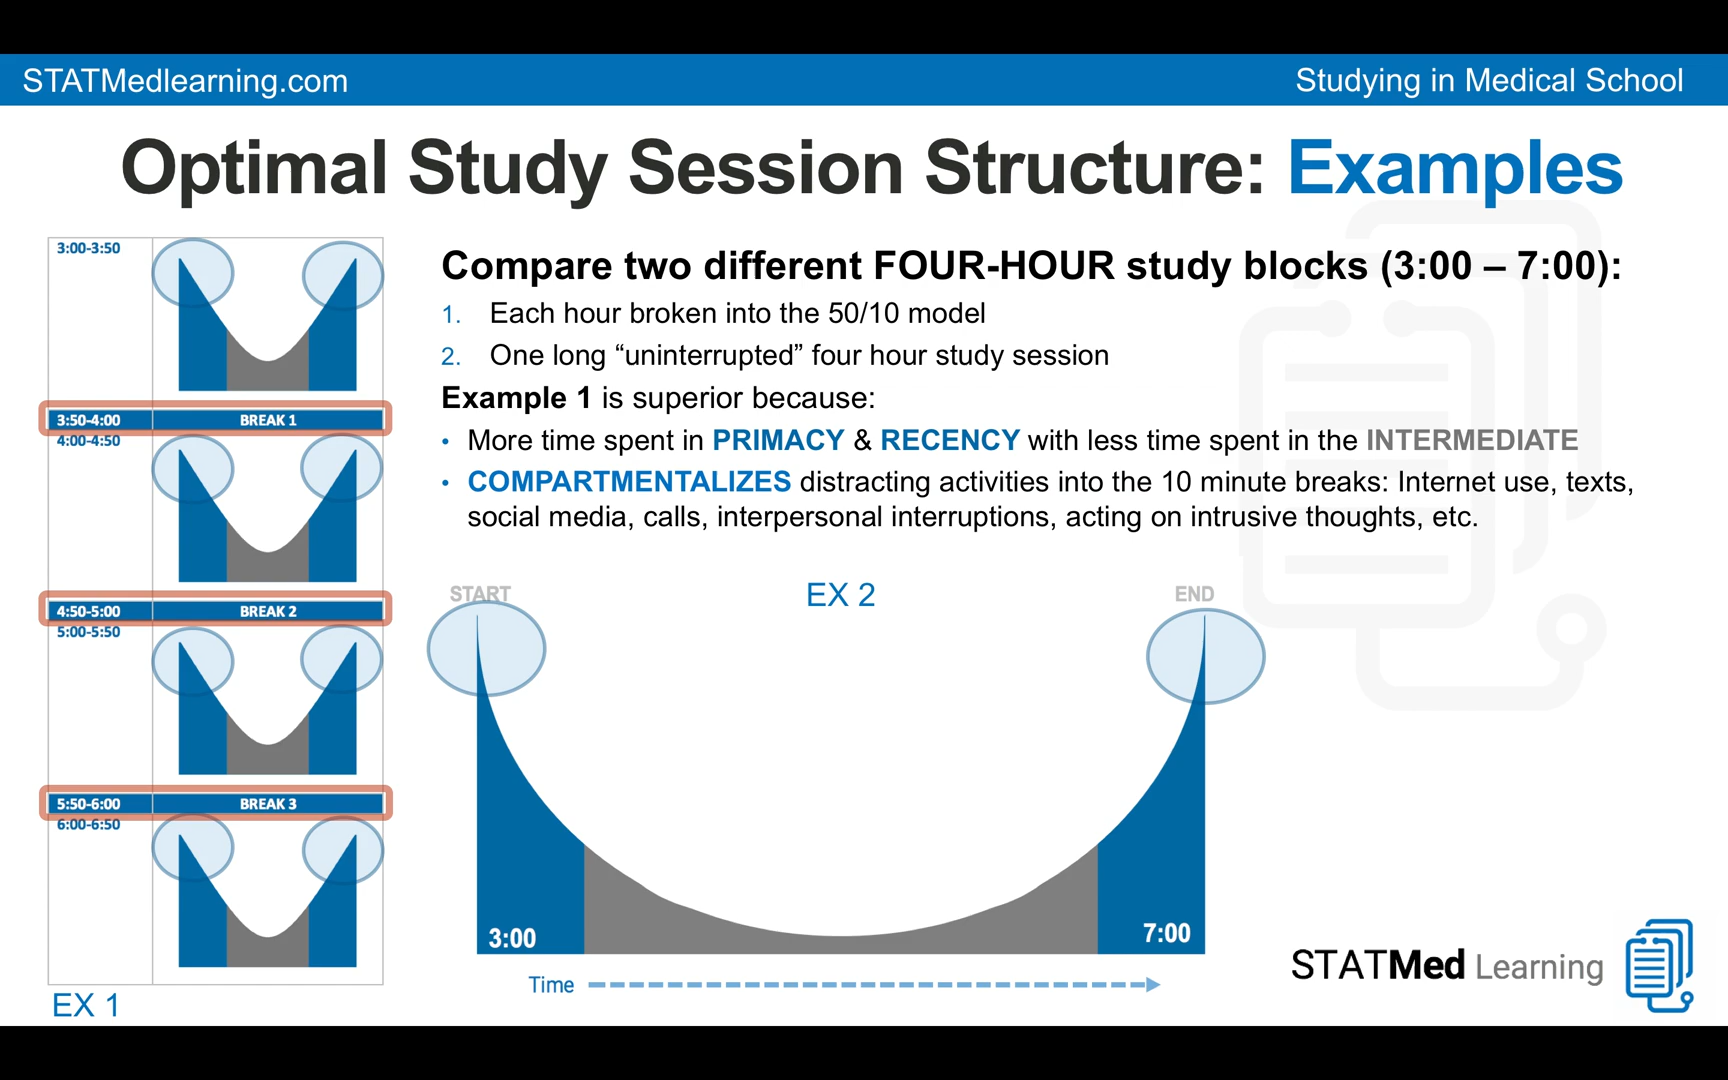 STATMedlearning.com
Studying in Medical School
Optimal Study Session Structure: Examples
3:00-3:50
3:50-4:00 BREAK 1
4:00-4:50
4:50-5:00 BREAK 2
5:00-5:50
5:50-6:00 BREAK 3
6:00-6:50
EX 1
Compare two different FOUR-HOUR study blocks (3:00 – 7:00):
1. Each hour broken into the 50/10 model
2. One long “uninterrupted” four hour study session
Example 1 is superior because:
• More time spent in PRIMACY & RECENCY with less time spent in the INTERMEDIATE
• COMPARTMENTALIZES distracting activities into the 10 minute breaks: Internet use, texts,
social media, calls, interpersonal interruptions, acting on intrusive thoughts, etc.
START
EX 2
END
3:00
7:00
Time
STATMed Learning